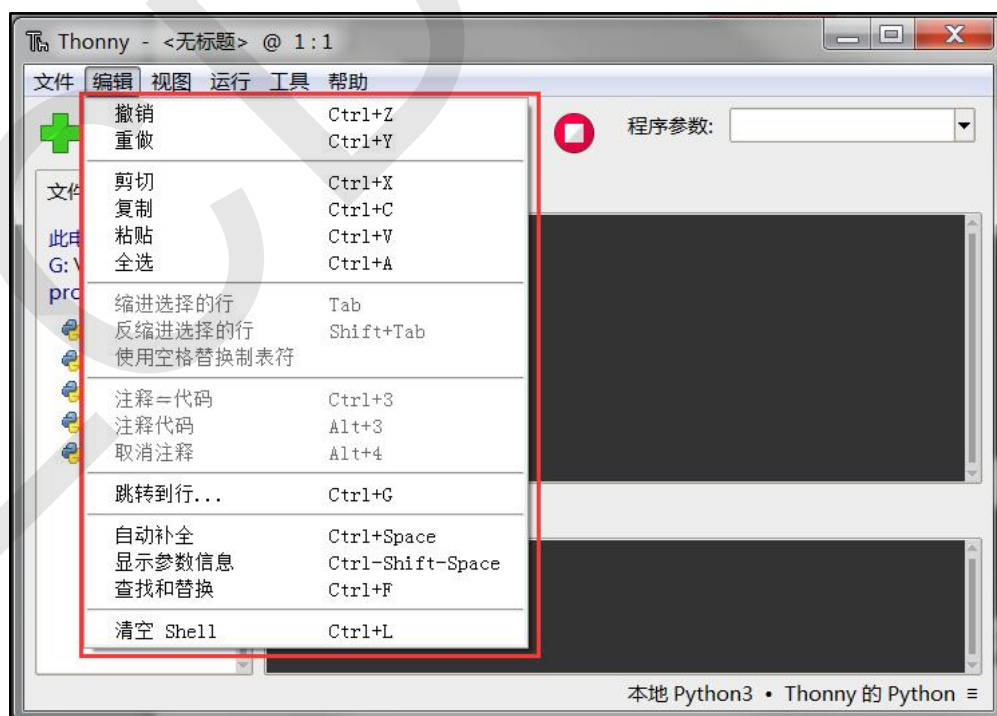 Thonny - <无标题> @ 1:1
文件 编辑 视图 运行 工具 帮助
程序参数:
撤销 Ctrl+Z
重做 Ctrl+Y
剪切 Ctrl+X
复制 Ctrl+C
粘贴 Ctrl+V
全选 Ctrl+A
缩进选择的行 Tab
反缩进选择的行 Shift+Tab
使用空格替换制表符
注释⇌代码 Ctrl+3
注释代码 Alt+3
取消注释 Alt+4
跳转到行... Ctrl+G
自动补全 Ctrl+Space
显示参数信息 Ctrl-Shift-Space
查找和替换 Ctrl+F
清空 Shell Ctrl+L
文件
此电
G: \
pro
本地 Python3 • Thonny 的 Python ≡